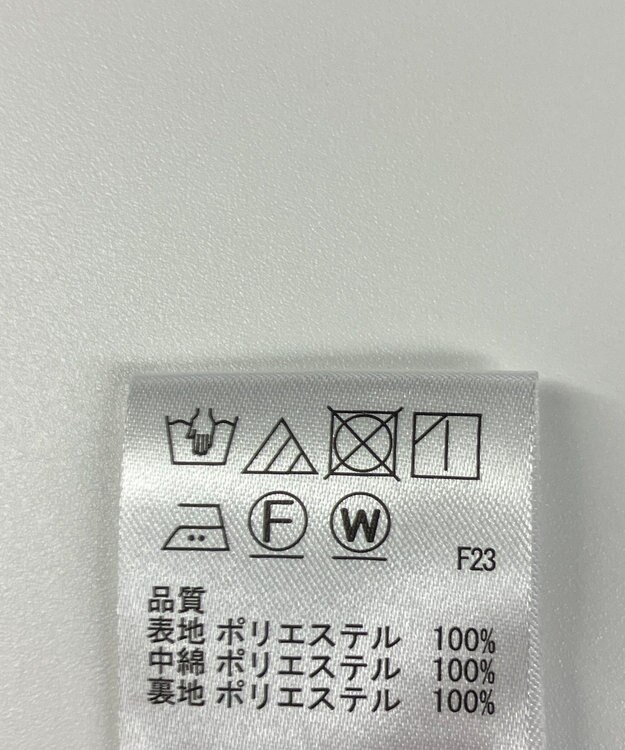 F W
F23
品質
表地 ポリエステル 100%
中綿 ポリエステル 100%
裏地 ポリエステル 100%